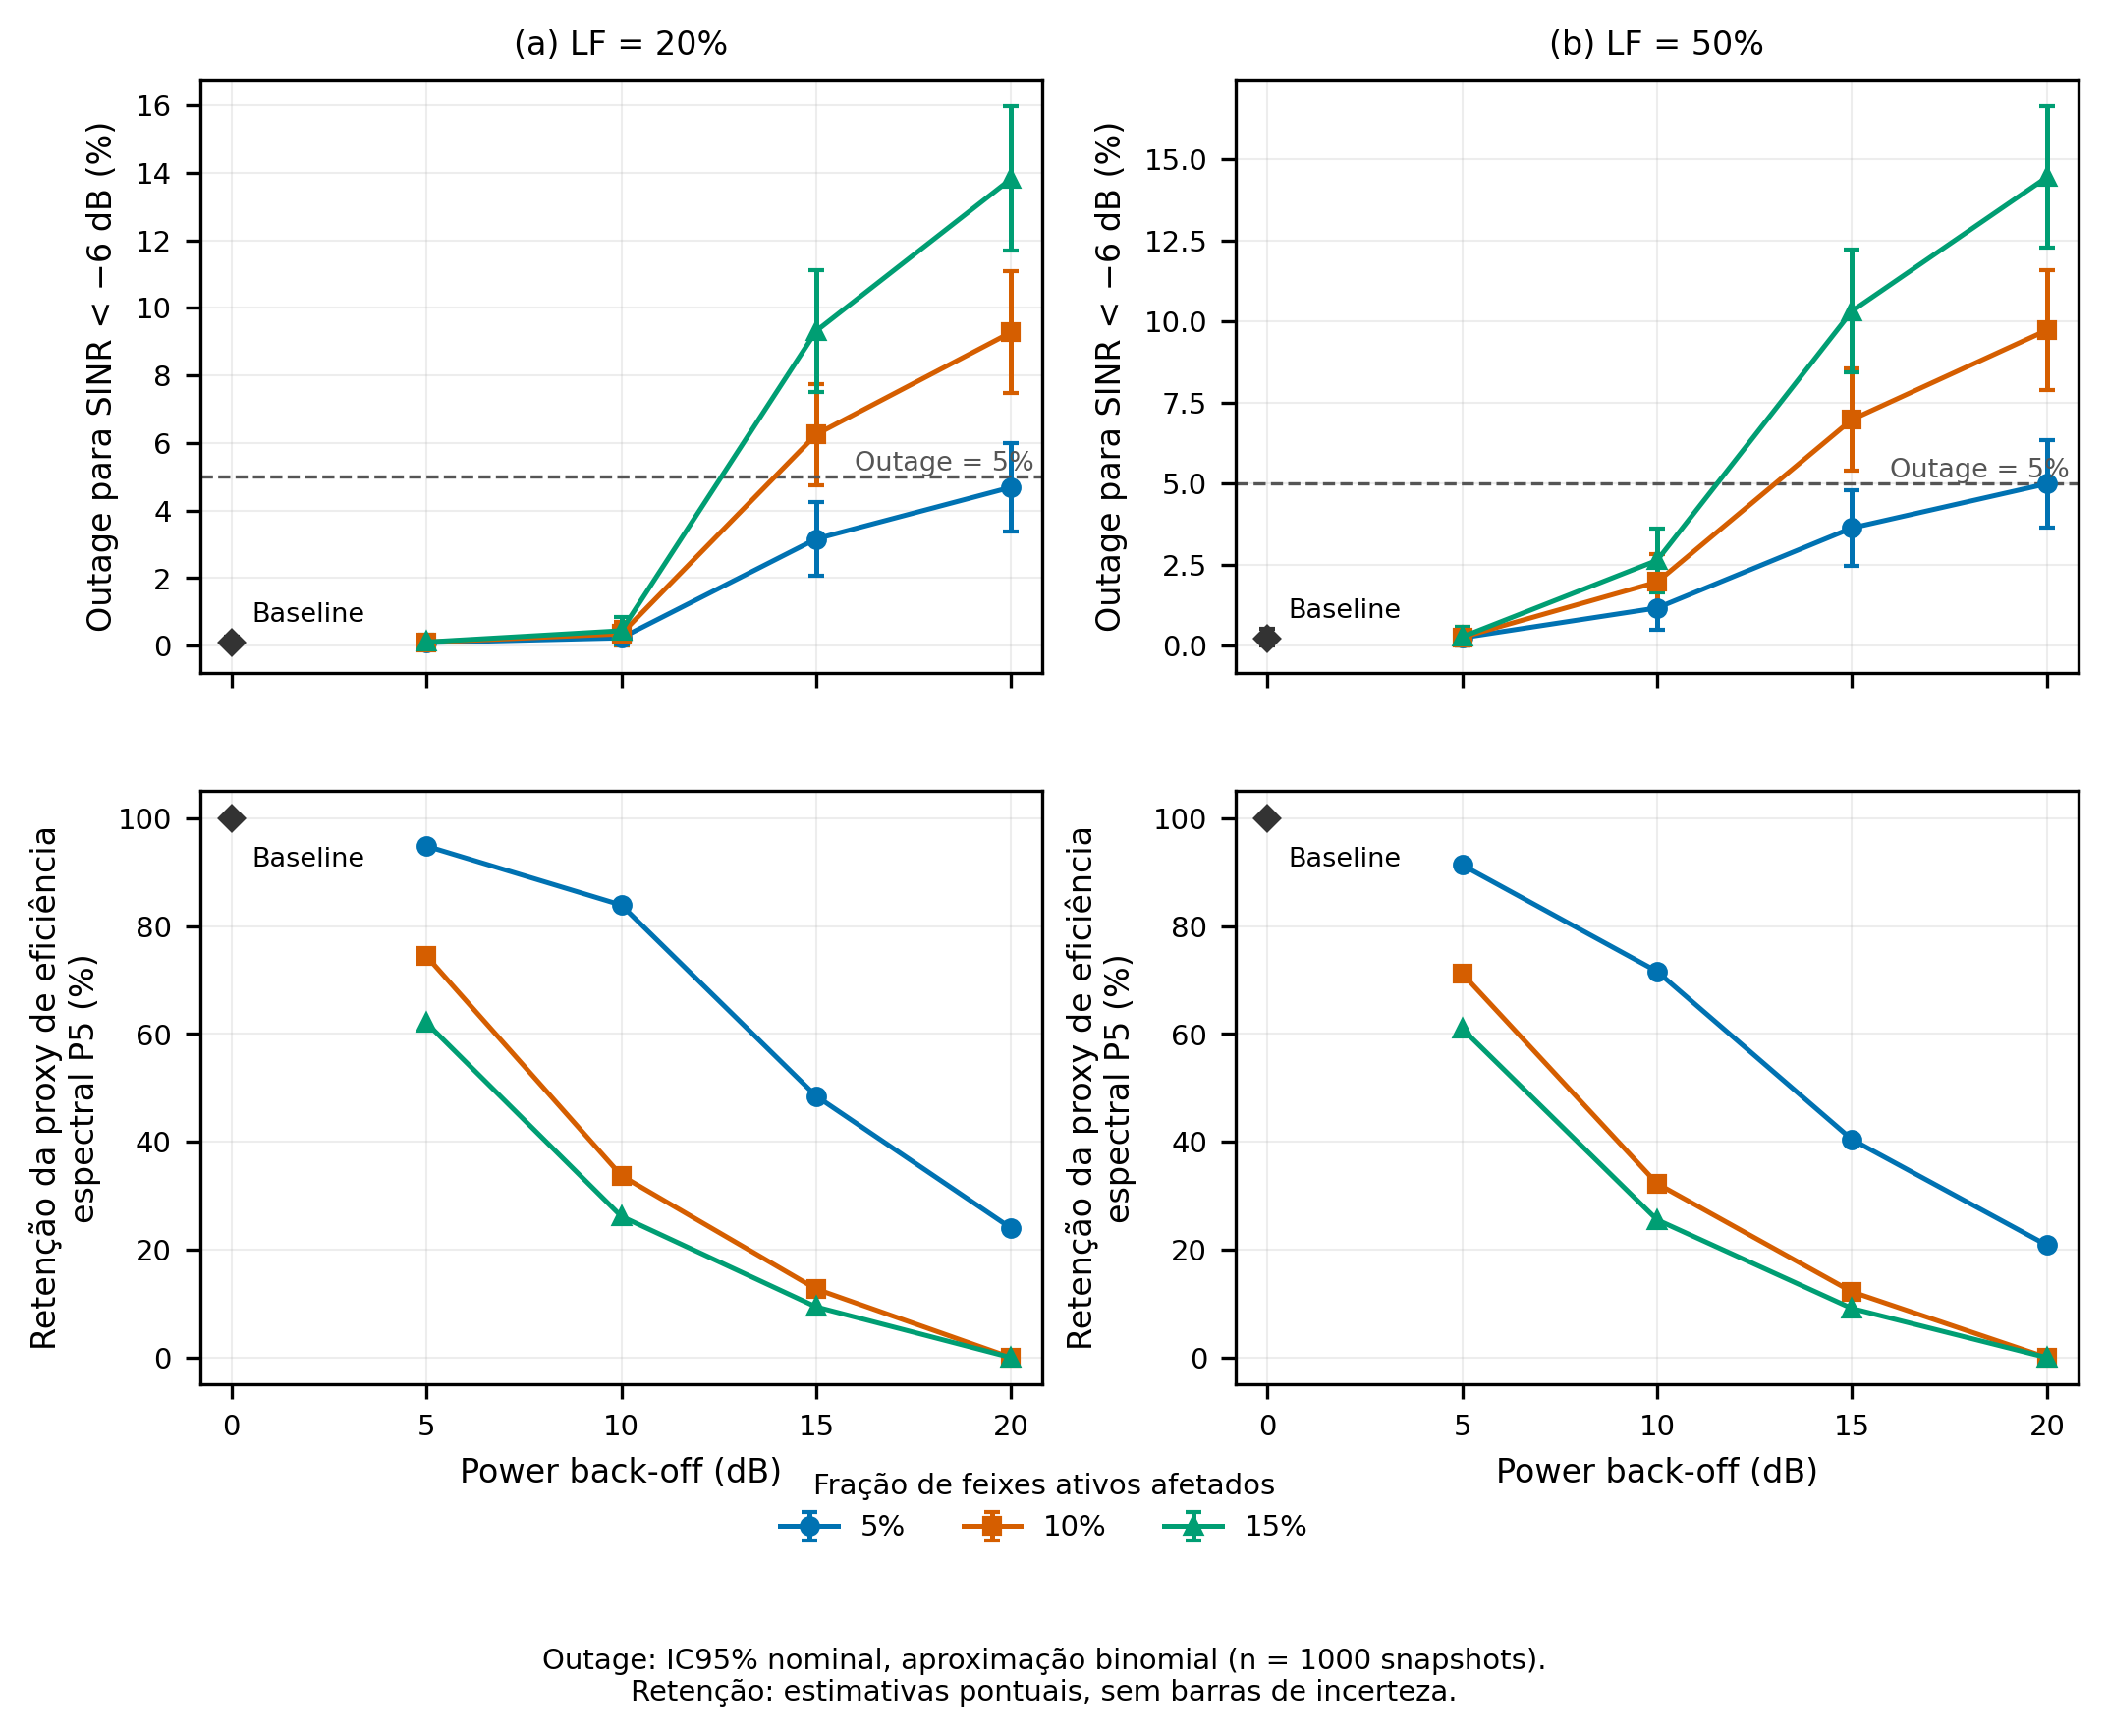 (a) LF = 20%
(b) LF = 50%
Outage para SINR < −6 dB (%)
16
14
12
10
8
6
4
2
0
Outage = 5%
Baseline
Outage para SINR < −6 dB (%)
15.0
12.5
10.0
7.5
5.0
2.5
0.0
Outage = 5%
Baseline
Retenção da proxy de eficiência
espectral P5 (%)
100
80
60
40
20
0
Baseline
0
5
10
15
20
Power back-off (dB)
Retenção da proxy de eficiência
espectral P5 (%)
100
80
60
40
20
0
Baseline
0
5
10
15
20
Power back-off (dB)
Fração de feixes ativos afetados
5% 10% 15%
Outage: IC95% nominal, aproximação binomial (n = 1000 snapshots).
Retenção: estimativas pontuais, sem barras de incerteza.